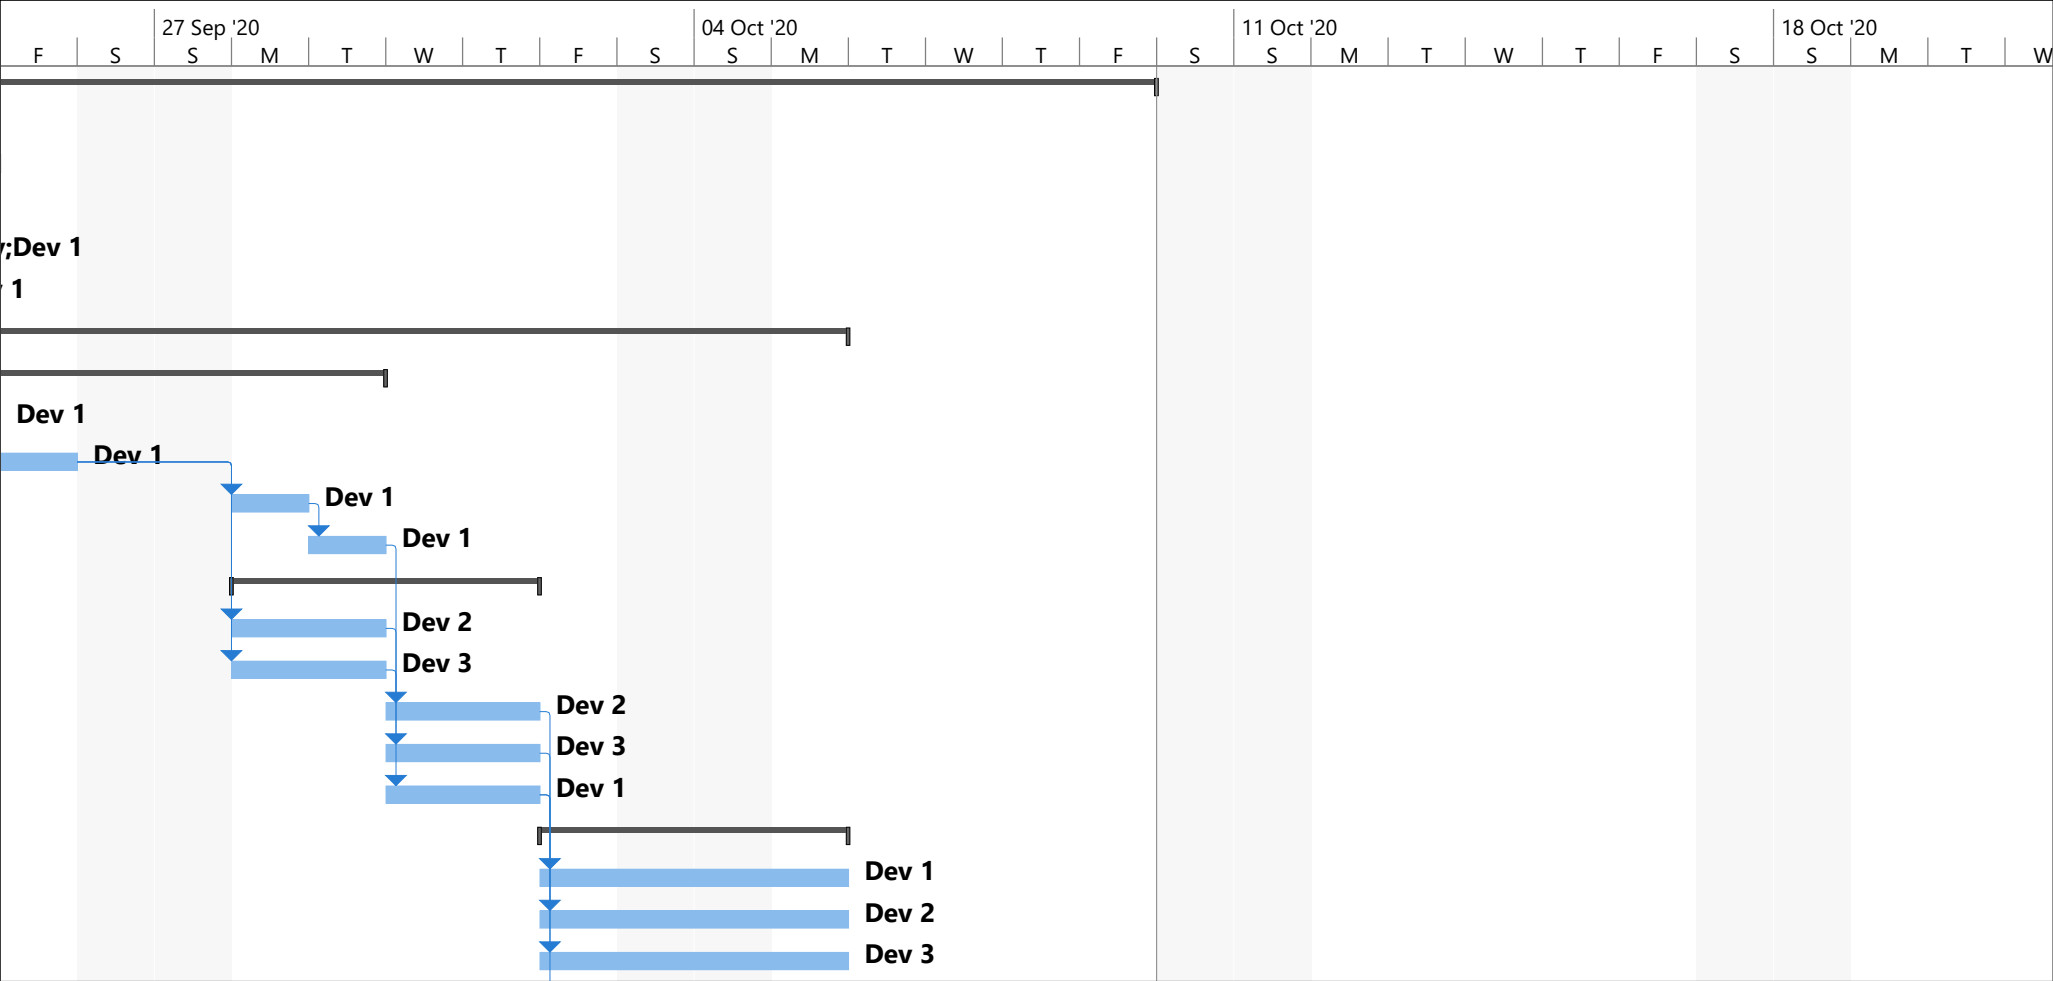 27 Sep '20 04 Oct '20 11 Oct '20 18 Oct '20
F S S M T W T F S S M T W T F S S M T W T F S S M T W
;Dev 1
1
Dev 1
Dev 1
Dev 1
Dev 1
Dev 2
Dev 3
Dev 2
Dev 3
Dev 1
Dev 1
Dev 2
Dev 3